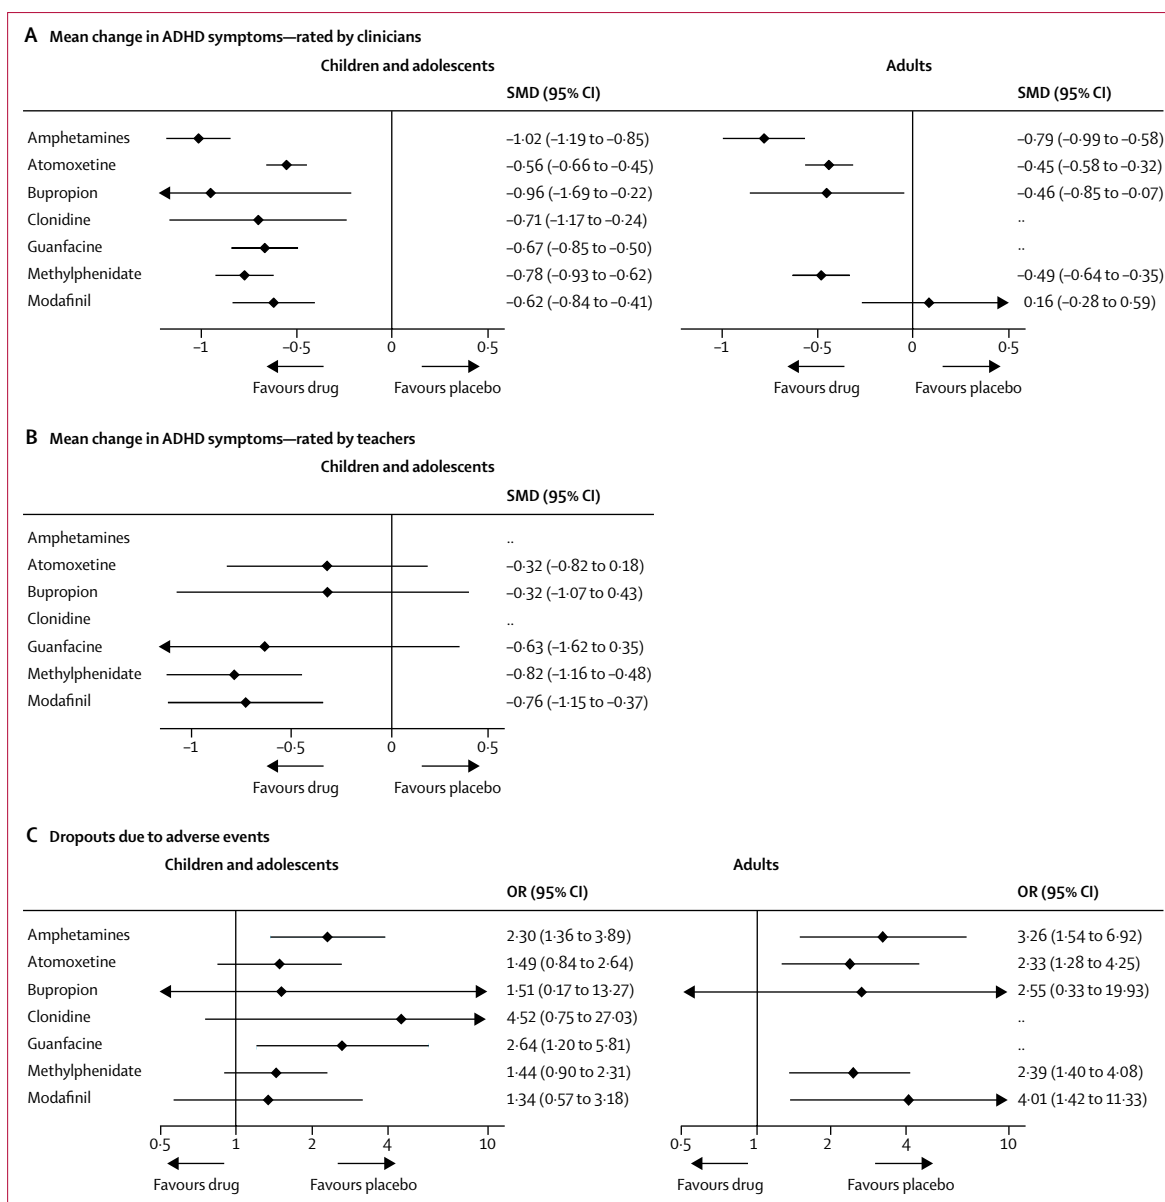 A Mean change in ADHD symptoms—rated by clinicians
Children and adolescents Adults
SMD (95% CI) SMD (95% CI)
Amphetamines –1·02 (–1·19 to –0·85) –0·79 (–0·99 to –0·58)
Atomoxetine –0·56 (–0·66 to –0·45) –0·45 (–0·58 to –0·32)
Bupropion –0·96 (–1·69 to –0·22) –0·46 (–0·85 to –0·07)
Clonidine –0·71 (–1·17 to –0·24) ..
Guanfacine –0·67 (–0·85 to –0·50) ..
Methylphenidate –0·78 (–0·93 to –0·62) –0·49 (–0·64 to –0·35)
Modafinil –0·62 (–0·84 to –0·41) 0·16 (–0·28 to 0·59)
–1 –0·5 0 0·5 –1 –0·5 0 0·5
Favours drug Favours placebo Favours drug Favours placebo
B Mean change in ADHD symptoms—rated by teachers
Children and adolescents
SMD (95% CI)
Amphetamines ..
Atomoxetine –0·32 (–0·82 to 0·18)
Bupropion –0·32 (–1·07 to 0·43)
Clonidine ..
Guanfacine –0·63 (–1·62 to 0·35)
Methylphenidate –0·82 (–1·16 to –0·48)
Modafinil –0·76 (–1·15 to –0·37)
–1 –0·5 0 0·5
Favours drug Favours placebo
C Dropouts due to adverse events
Children and adolescents Adults
OR (95% CI) OR (95% CI)
Amphetamines 2·30 (1·36 to 3·89) 3·26 (1·54 to 6·92)
Atomoxetine 1·49 (0·84 to 2·64) 2·33 (1·28 to 4·25)
Bupropion 1·51 (0·17 to 13·27) 2·55 (0·33 to 19·93)
Clonidine 4·52 (0·75 to 27·03) ..
Guanfacine 2·64 (1·20 to 5·81) ..
Methylphenidate 1·44 (0·90 to 2·31) 2·39 (1·40 to 4·08)
Modafinil 1·34 (0·57 to 3·18) 4·01 (1·42 to 11·33)
0·5 1 2 4 10 0·5 1 2 4 10
Favours drug Favours placebo Favours drug Favours placebo